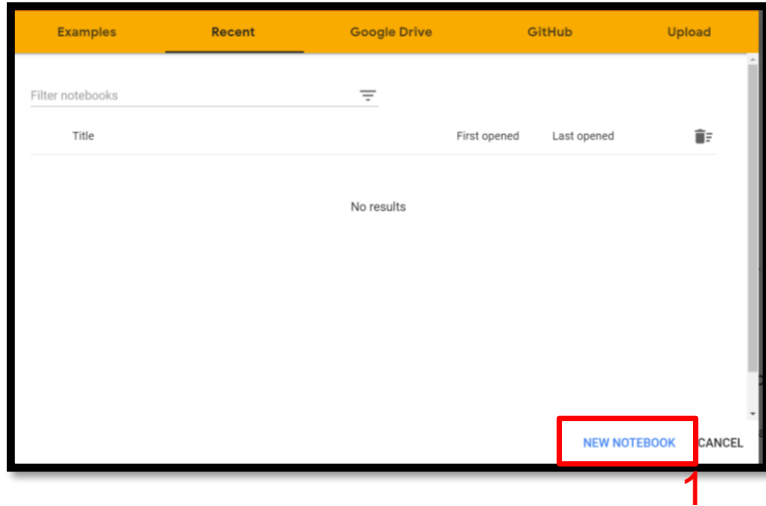 Examples Recent Google Drive GitHub Upload
Filter notebooks
Title First opened Last opened
No results
NEW NOTEBOOK CANCEL
1